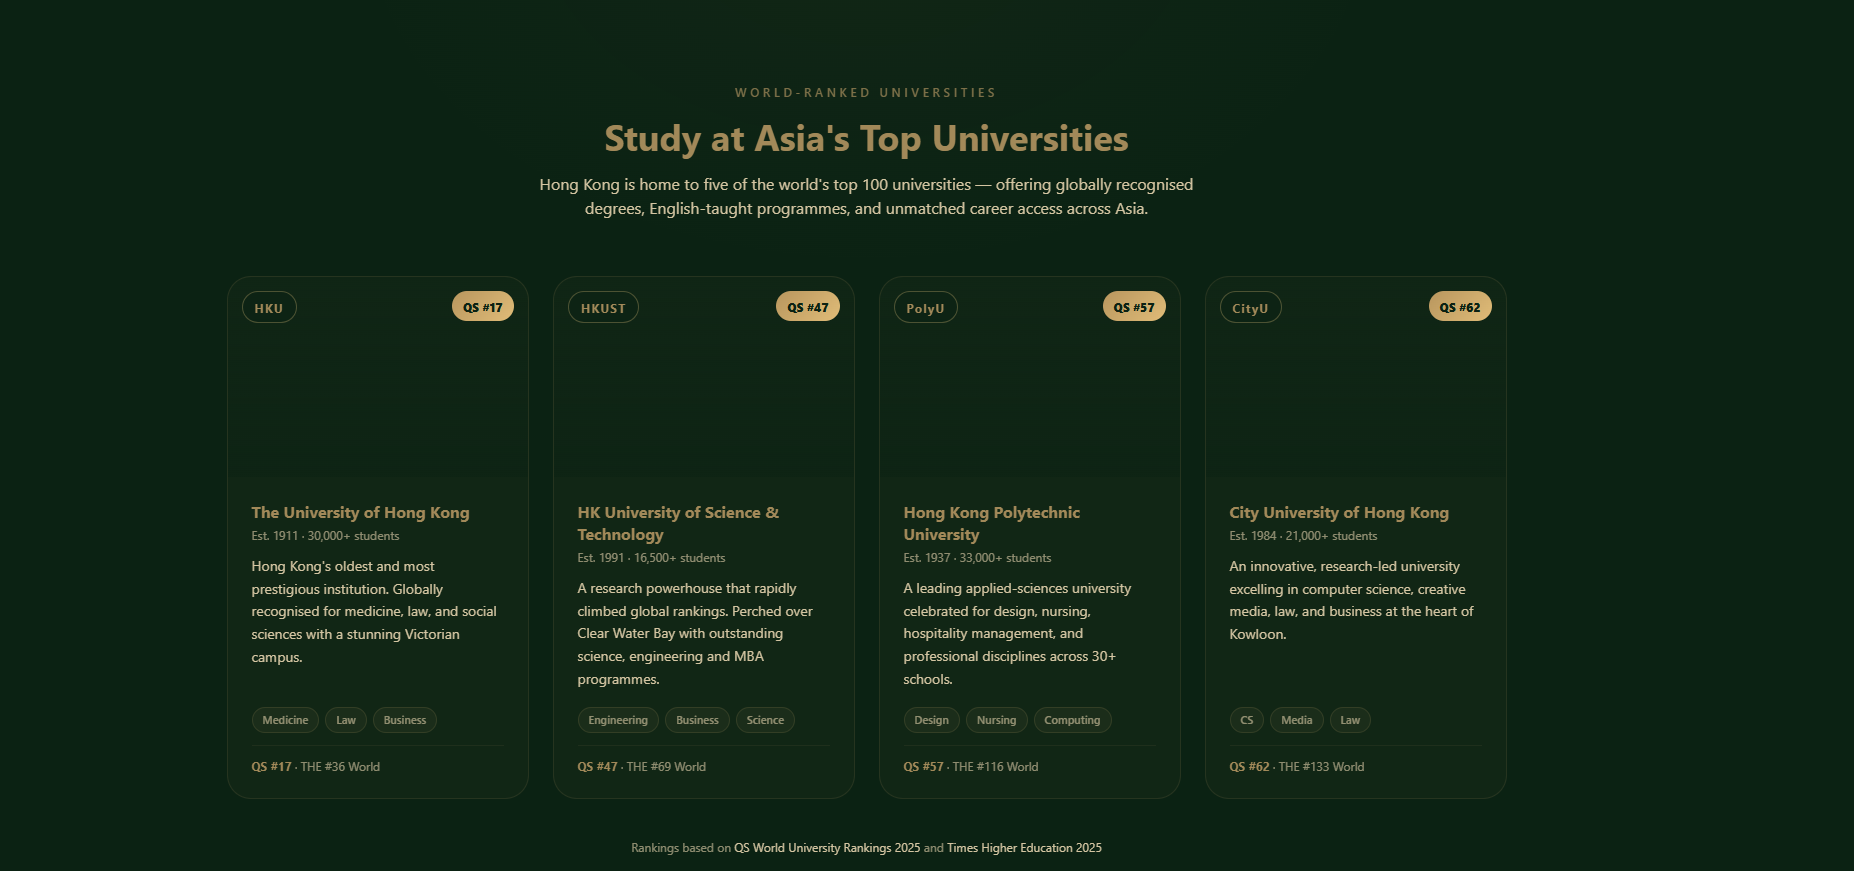 WORLD-RANKED UNIVERSITIES
Study at Asia's Top Universities
Hong Kong is home to five of the world's top 100 universities — offering globally recognised
degrees, English-taught programmes, and unmatched career access across Asia.
HKU
QS #17
The University of Hong Kong
Est. 1911 · 30,000+ students
Hong Kong's oldest and most
prestigious institution. Globally
recognised for medicine, law, and social
sciences with a stunning Victorian
campus.
Medicine
Law
Business
QS #17 · THE #36 World
HKUST
QS #47
HK University of Science &
Technology
Est. 1991 · 16,500+ students
A research powerhouse that rapidly
climbed global rankings. Perched over
Clear Water Bay with outstanding
science, engineering and MBA
programmes.
Engineering
Business
Science
QS #47 · THE #69 World
PolyU
QS #57
Hong Kong Polytechnic
University
Est. 1937 · 33,000+ students
A leading applied-sciences university
celebrated for design, nursing,
hospitality management, and
professional disciplines across 30+
schools.
Design
Nursing
Computing
QS #57 · THE #116 World
CityU
QS #62
City University of Hong Kong
Est. 1984 · 21,000+ students
An innovative, research-led university
excelling in computer science, creative
media, law, and business at the heart of
Kowloon.
CS
Media
Law
QS #62 · THE #133 World
Rankings based on QS World University Rankings 2025 and Times Higher Education 2025